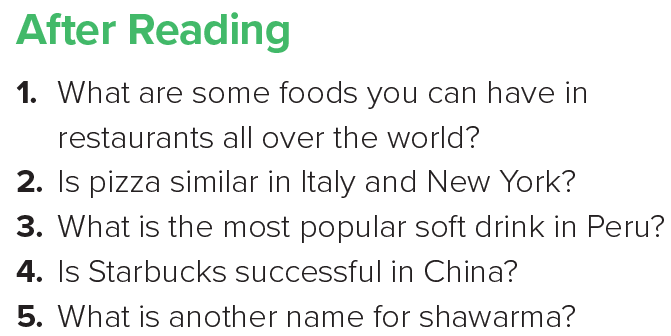 After Reading
1. What are some foods you can have in
restaurants all over the world?
2. Is pizza similar in Italy and New York?
3. What is the most popular soft drink in Peru?
4. Is Starbucks successful in China?
5. What is another name for shawarma?